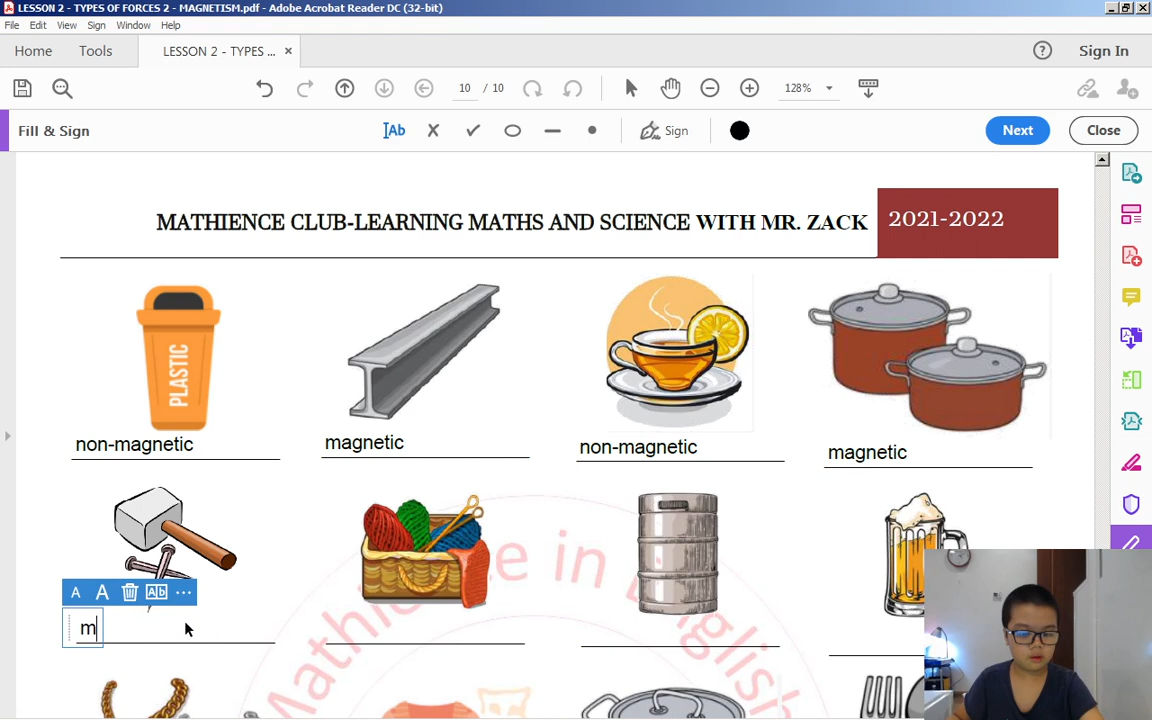 LESSON 2 - TYPES OF FORCES 2 - MAGNETISM.pdf - Adobe Acrobat Reader DC (32-bit)
File Edit View Sign Window Help
Home Tools LESSON 2 - TYPES ... × ? Sign In
10 / 10 128%
Fill & Sign Ab Sign Next Close
MATHIENCE CLUB-LEARNING MATHS AND SCIENCE WITH MR. ZACK 2021-2022
PLASTIC
non-magnetic magnetic non-magnetic magnetic
A A Ab ...
m